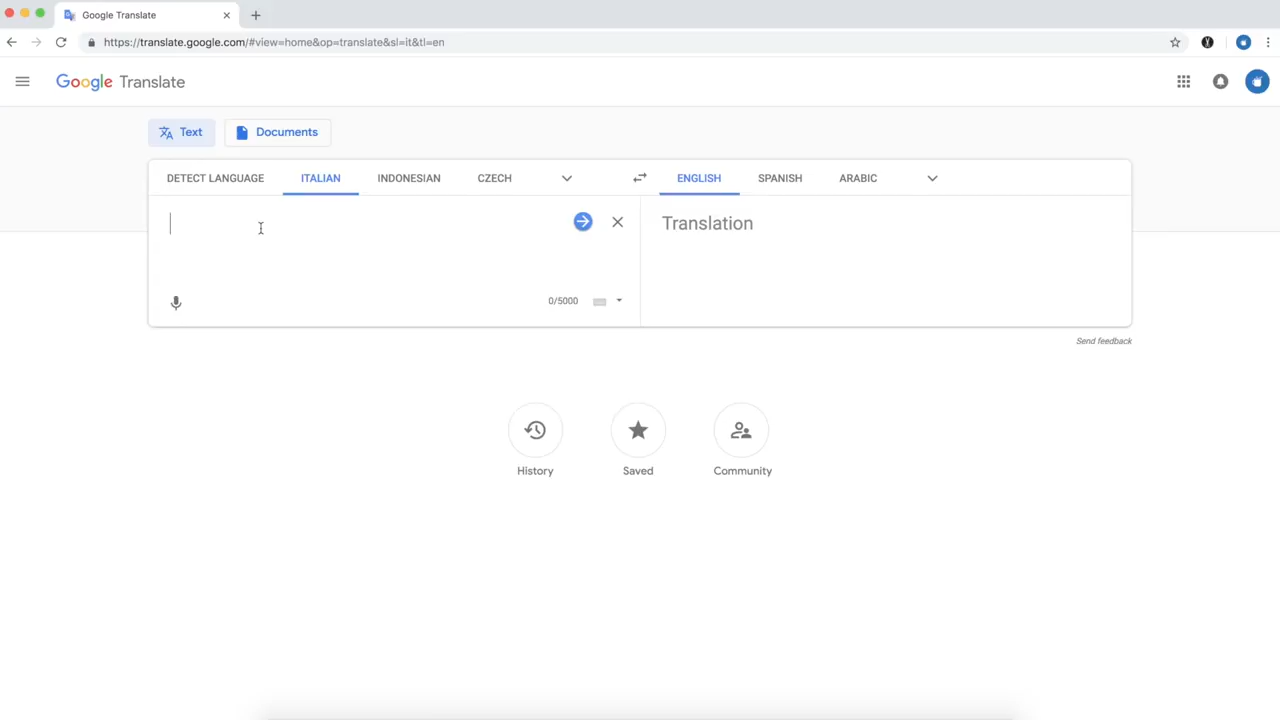 Google Translate
https://translate.google.com/#view=home&op=translate&sl=it&tl=en
Google Translate
Text
Documents
DETECT LANGUAGE
ITALIAN
INDONESIAN
CZECH
ENGLISH
SPANISH
ARABIC
Translation
0/5000
Send feedback
History
Saved
Community